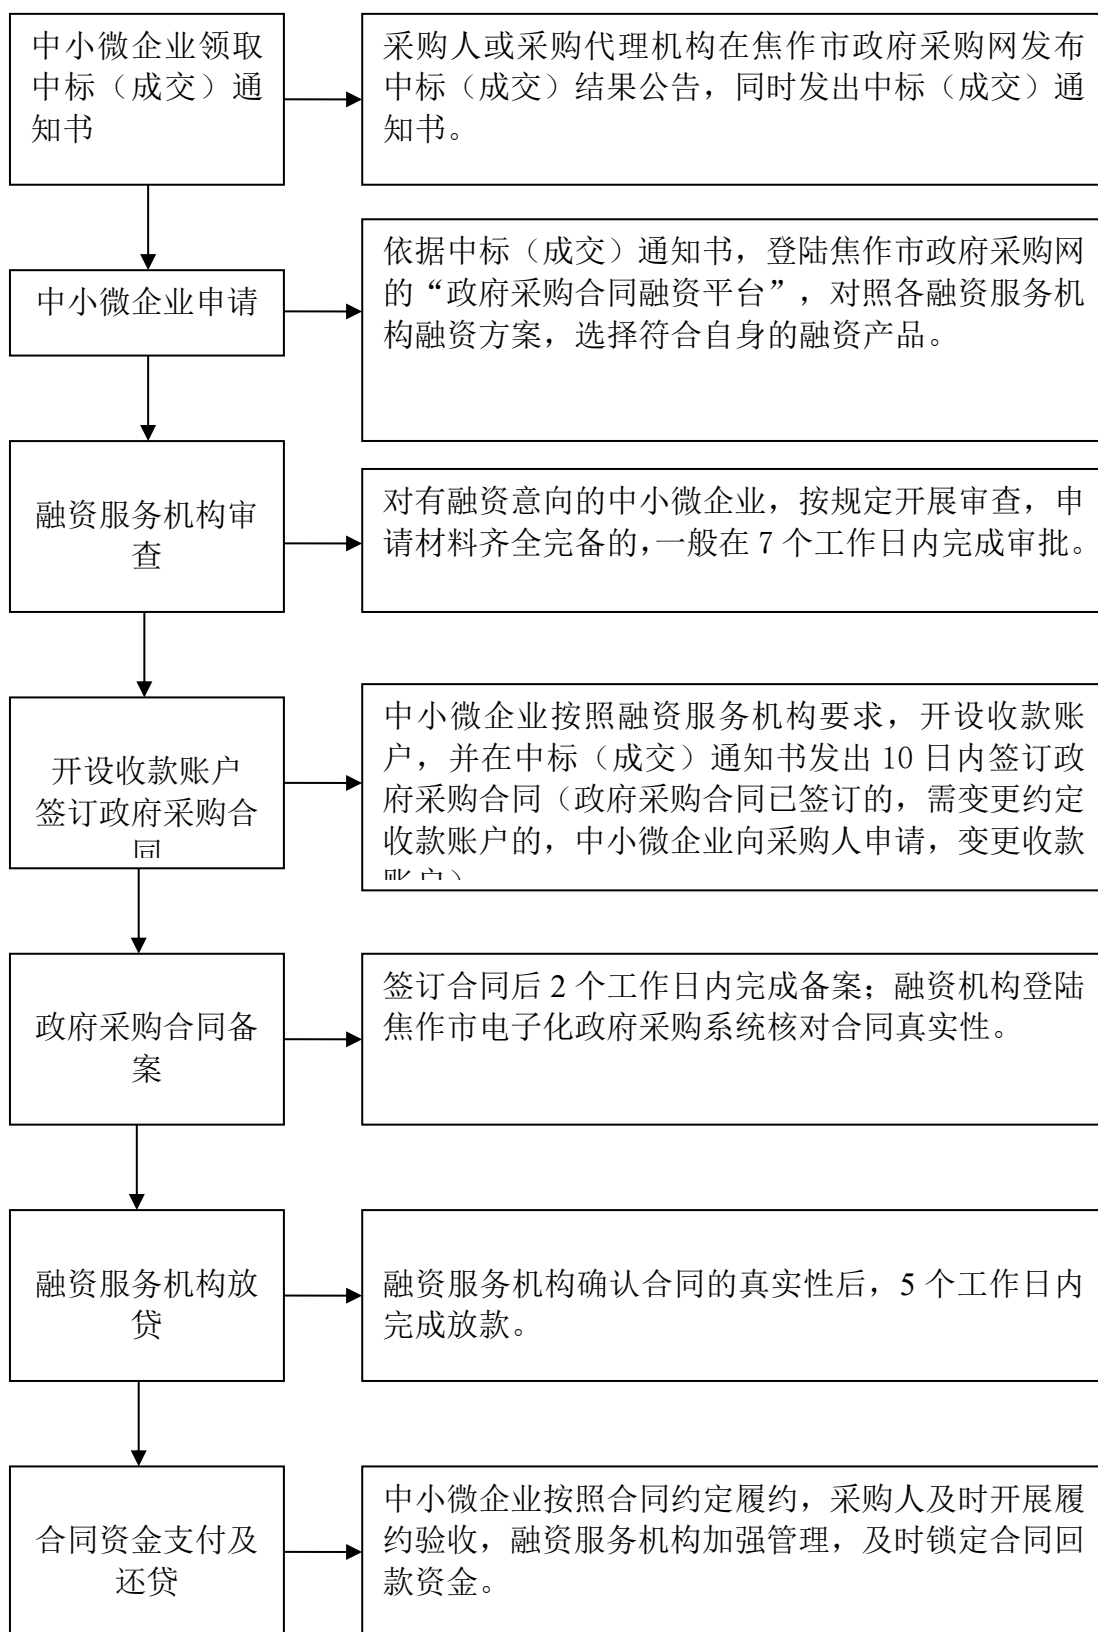 中小微企业领取
中标（成交）通
知书
采购人或采购代理机构在焦作市政府采购网发布
中标（成交）结果公告，同时发出中标（成交）通
知书。
中小微企业申请
依据中标（成交）通知书，登陆焦作市政府采购网
的“政府采购合同融资平台”，对照各融资服务机
构融资方案，选择符合自身的融资产品。
融资服务机构审
查
对有融资意向的中小微企业，按规定开展审查，申
请材料齐全完备的，一般在 7 个工作日内完成审批。
开设收款账户
签订政府采购合
同
中小微企业按照融资服务机构要求，开设收款账
户，并在中标（成交）通知书发出 10 日内签订政
府采购合同（政府采购合同已签订的，需变更约定
收款账户的，中小微企业向采购人申请，变更收款
账户）
政府采购合同备
案
签订合同后 2 个工作日内完成备案；融资机构登陆
焦作市电子化政府采购系统核对合同真实性。
融资服务机构放
贷
融资服务机构确认合同的真实性后，5 个工作日内
完成放款。
合同资金支付及
还贷
中小微企业按照合同约定履约，采购人及时开展履
约验收，融资服务机构加强管理，及时锁定合同回
款资金。